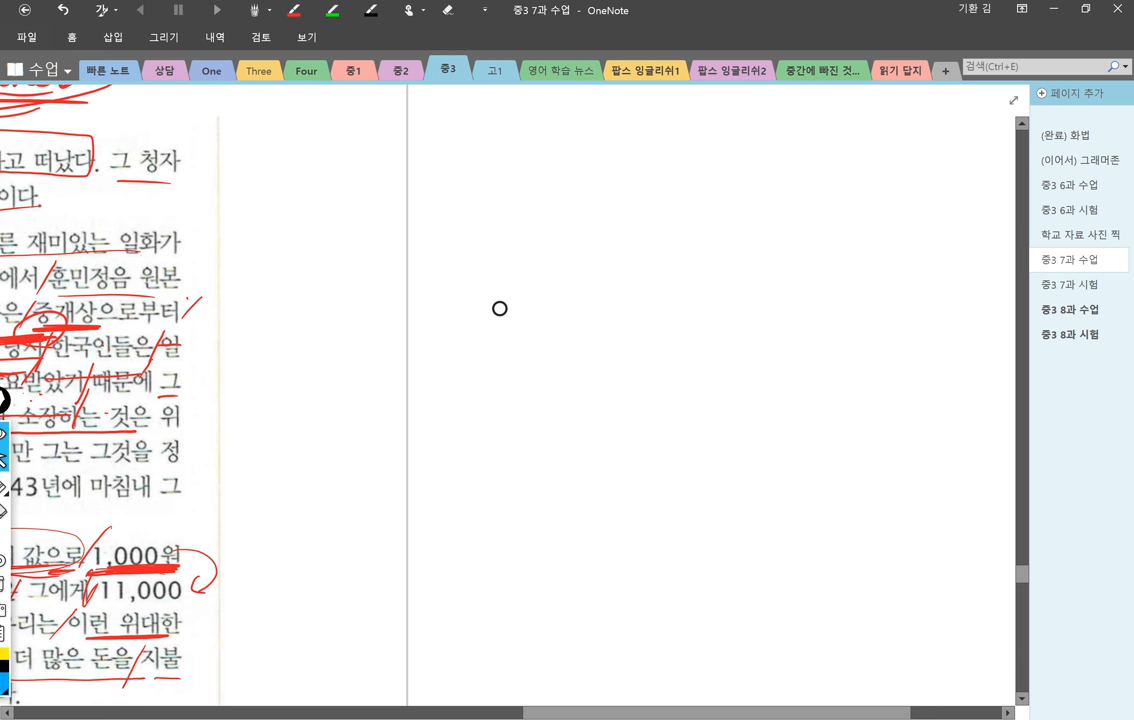 중3 7과 수업 - OneNote
기환 김
파일 홈 삽입 그리기 내역 검토 보기
수업 빠른 노트 상담 One Three Four 중1 중2 중3 고1 영어 학습 뉴스 팝스 잉글리쉬1 팝스 잉글리쉬2 중간에 빠진 것... 읽기 답지 + 검색(Ctrl+E)
페이지 추가
(완료) 화법
(이어서) 그래머존
중3 6과 수업
중3 6과 시험
학교 자료 사진 찍
중3 7과 수업
중3 7과 시험
중3 8과 수업
중3 8과 시험
고 떠났다. 그 청자
이다.
른 재미있는 일화가
에서 훈민정음 원본
은 중개상으로부터
당시 한국인들은 일
요받았기 때문에 그
소장하는 것은 위
만 그는 그것을 정
43년에 마침내 그
값으로 1,000원
그에게 11,000
리는 이런 위대한
더 많은 돈을 지불